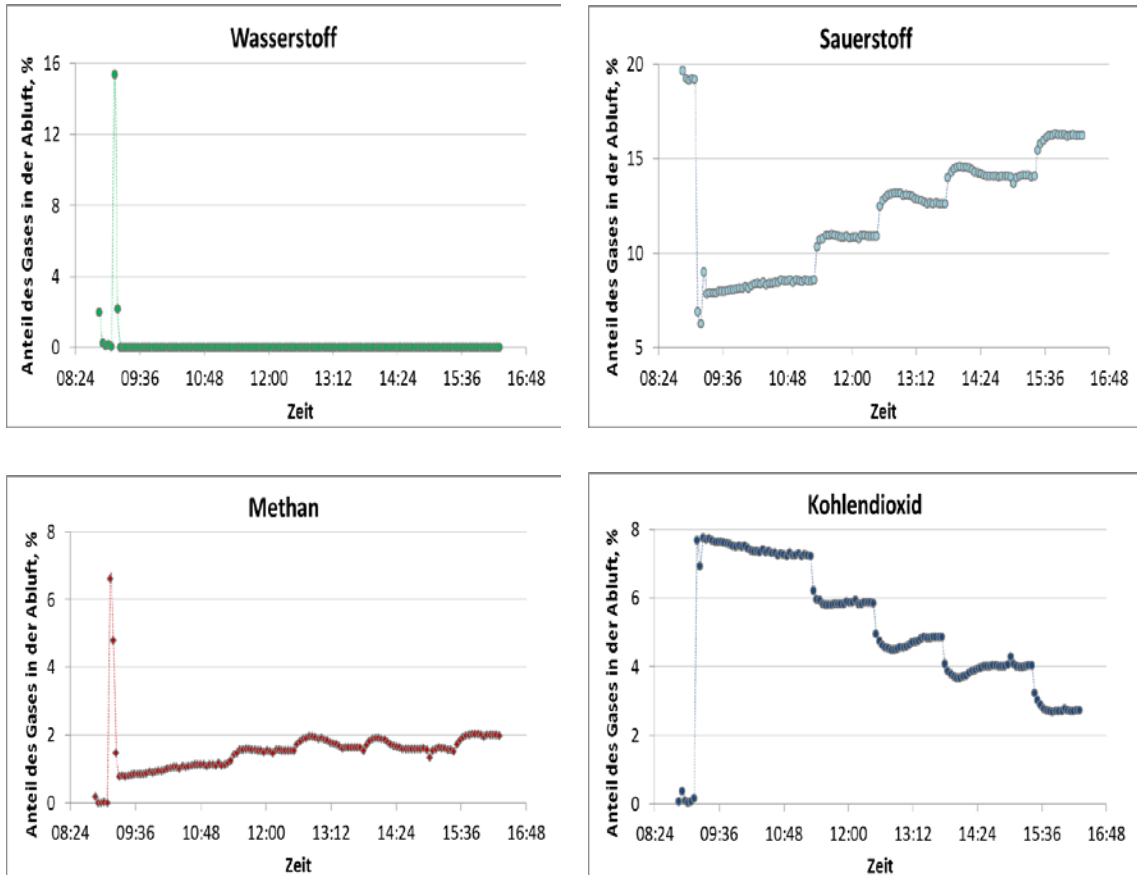 Wasserstoff
Anteil des Gases in der Abluft, %
16
12
8
4
0
08:24 09:36 10:48 12:00 13:12 14:24 15:36 16:48
Zeit
Sauerstoff
Anteil des Gases in der Abluft, %
20
15
10
5
08:24 09:36 10:48 12:00 13:12 14:24 15:36 16:48
Zeit
Methan
Anteil des Gases in der Abluft, %
8
6
4
2
0
08:24 09:36 10:48 12:00 13:12 14:24 15:36 16:48
Zeit
Kohlendioxid
Anteil des Gases in der Abluft, %
8
6
4
2
0
08:24 09:36 10:48 12:00 13:12 14:24 15:36 16:48
Zeit